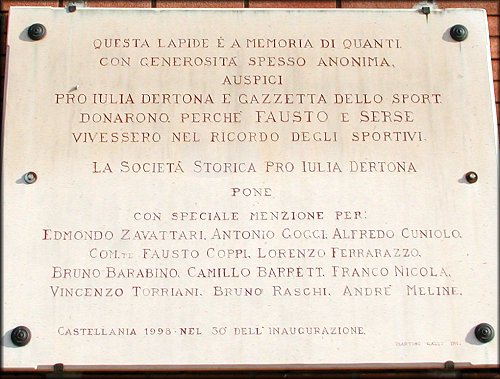 QUESTA LAPIDE È A MEMORIA DI QUANTI,
CON GENEROSITÀ SPESSO ANONIMA,
AUSPICI
PRO IULIA DERTONA E GAZZETTA DELLO SPORT
DONARONO, PERCHÉ FAUSTO E SERSE
VIVESSERO NEL RICORDO DEGLI SPORTIVI.
LA SOCIETÀ STORICA PRO IULIA DERTONA
PONE
CON SPECIALE MENZIONE PER:
EDMONDO ZAVATTARI, ANTONIO GOGGI, ALFREDO CUNIOLO,
COM.TE FAUSTO COPPI, LORENZO FERRARAZZO,
BRUNO BARABINO, CAMILLO BARRETT, FRANCO NICOLA,
VINCENZO TORRIANI, BRUNO RASCHI, ANDRÉ MELINE.
CASTELLANIA 1998 · NEL 30° DELL'INAUGURAZIONE.